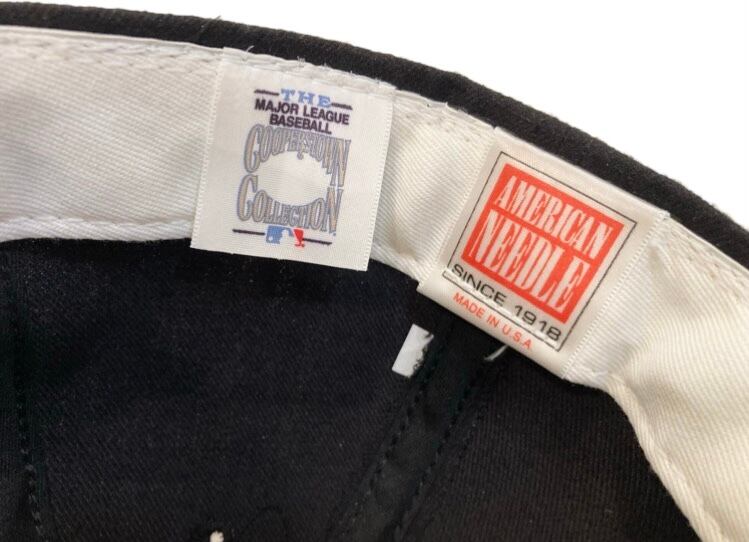 THE
MAJOR LEAGUE
BASEBALL
COOPERSTOWN
COLLECTION
AMERICAN
NEEDLE
SINCE 1918
MADE IN U.S.A